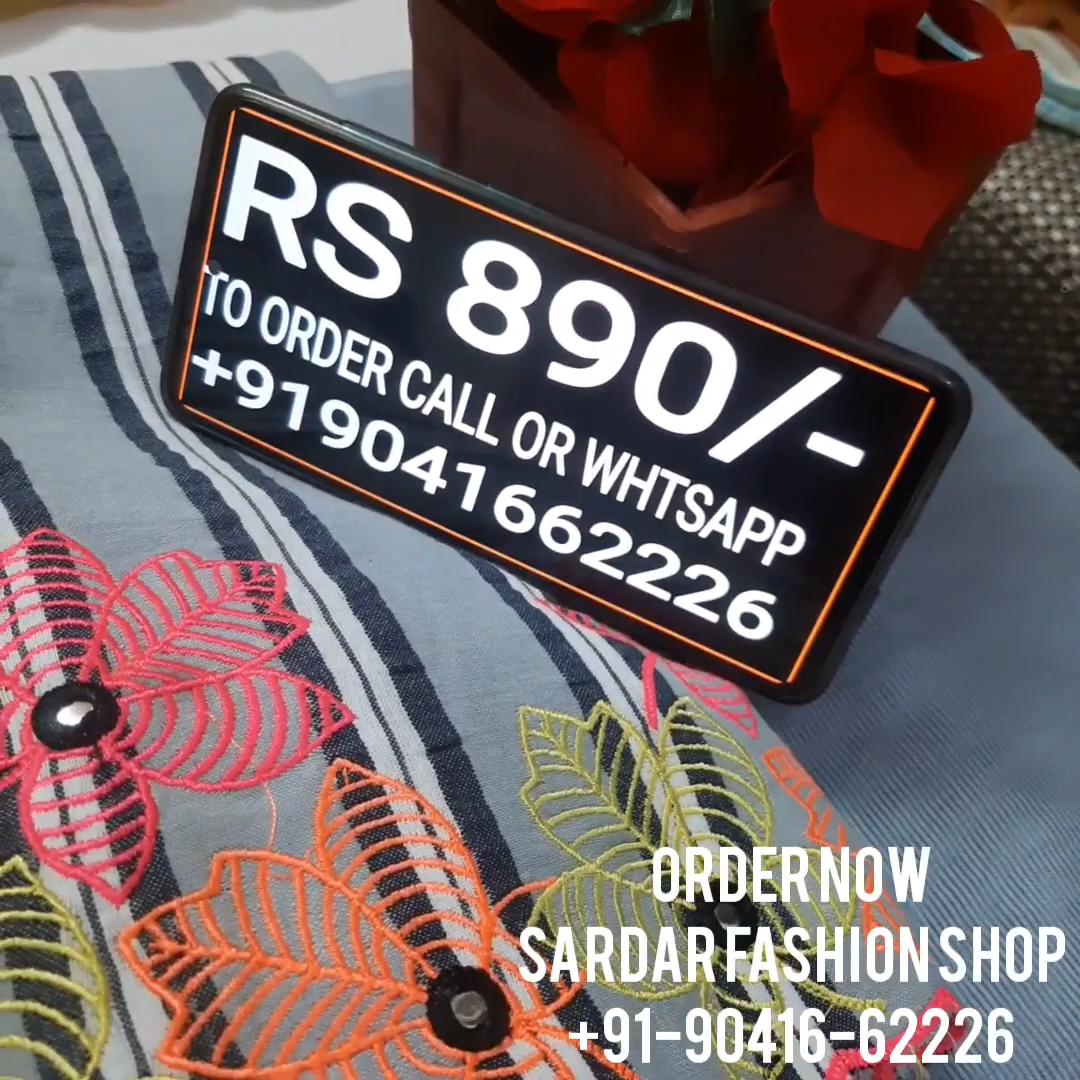 RS 890/-
TO ORDER CALL OR WHTSAPP
+919041662226
ORDER NOW
SARDAR FASHION SHOP
+91-90416-62226